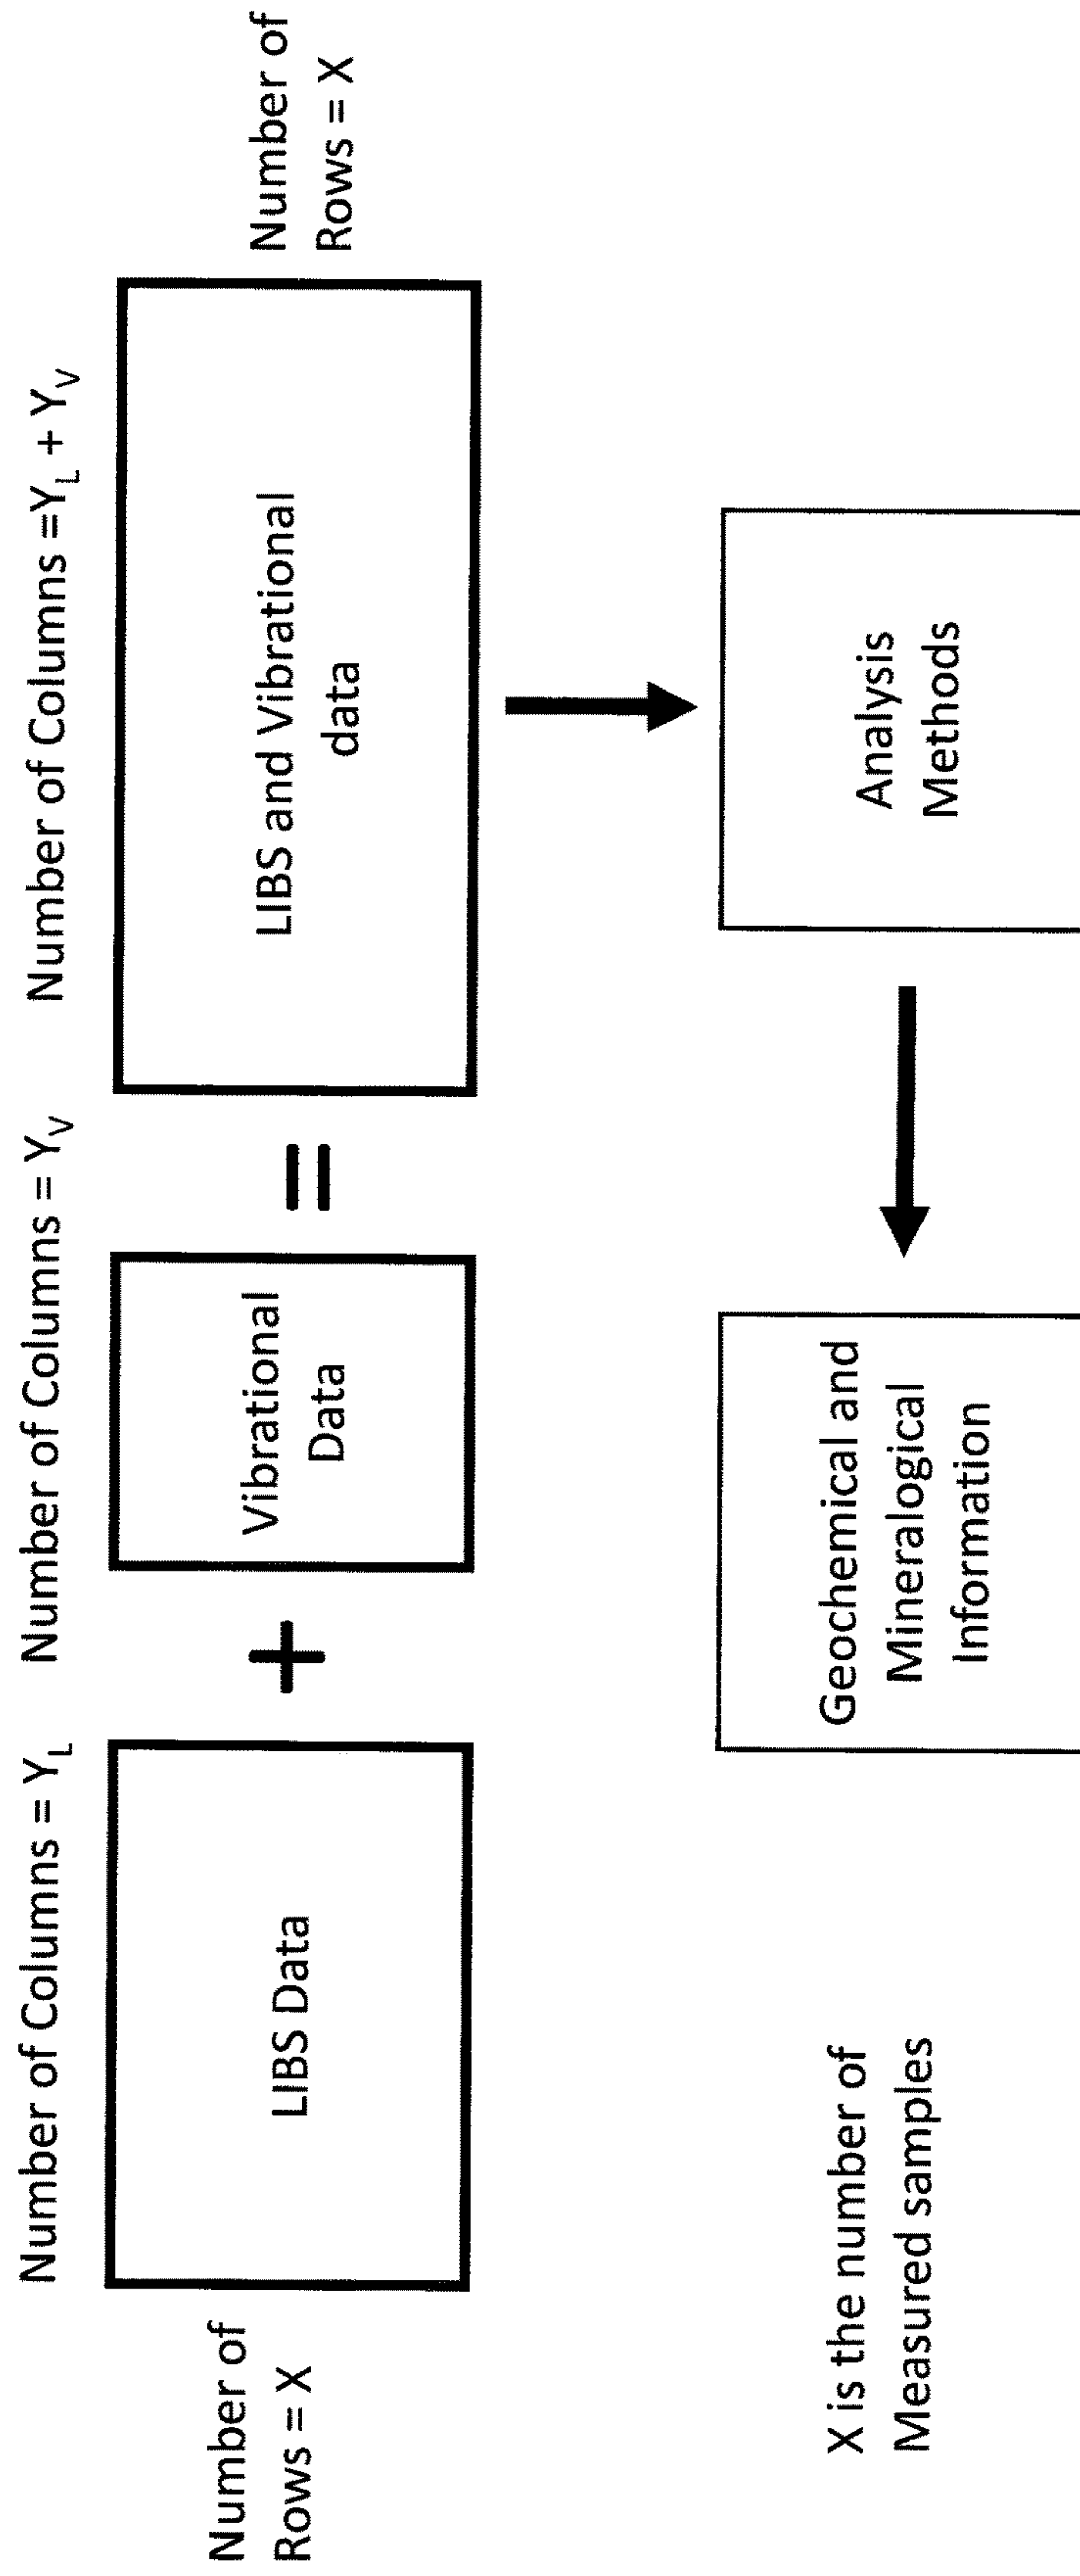 Number of Columns = Y_L
Number of Columns = Y_V
Number of Columns =Y_L + Y_V
Number of
Rows = X
LIBS Data
+
Vibrational
Data
=
LIBS and Vibrational
data
Number of
Rows = X
X is the number of
Measured samples
Geochemical and
Mineralogical
Information
Analysis
Methods